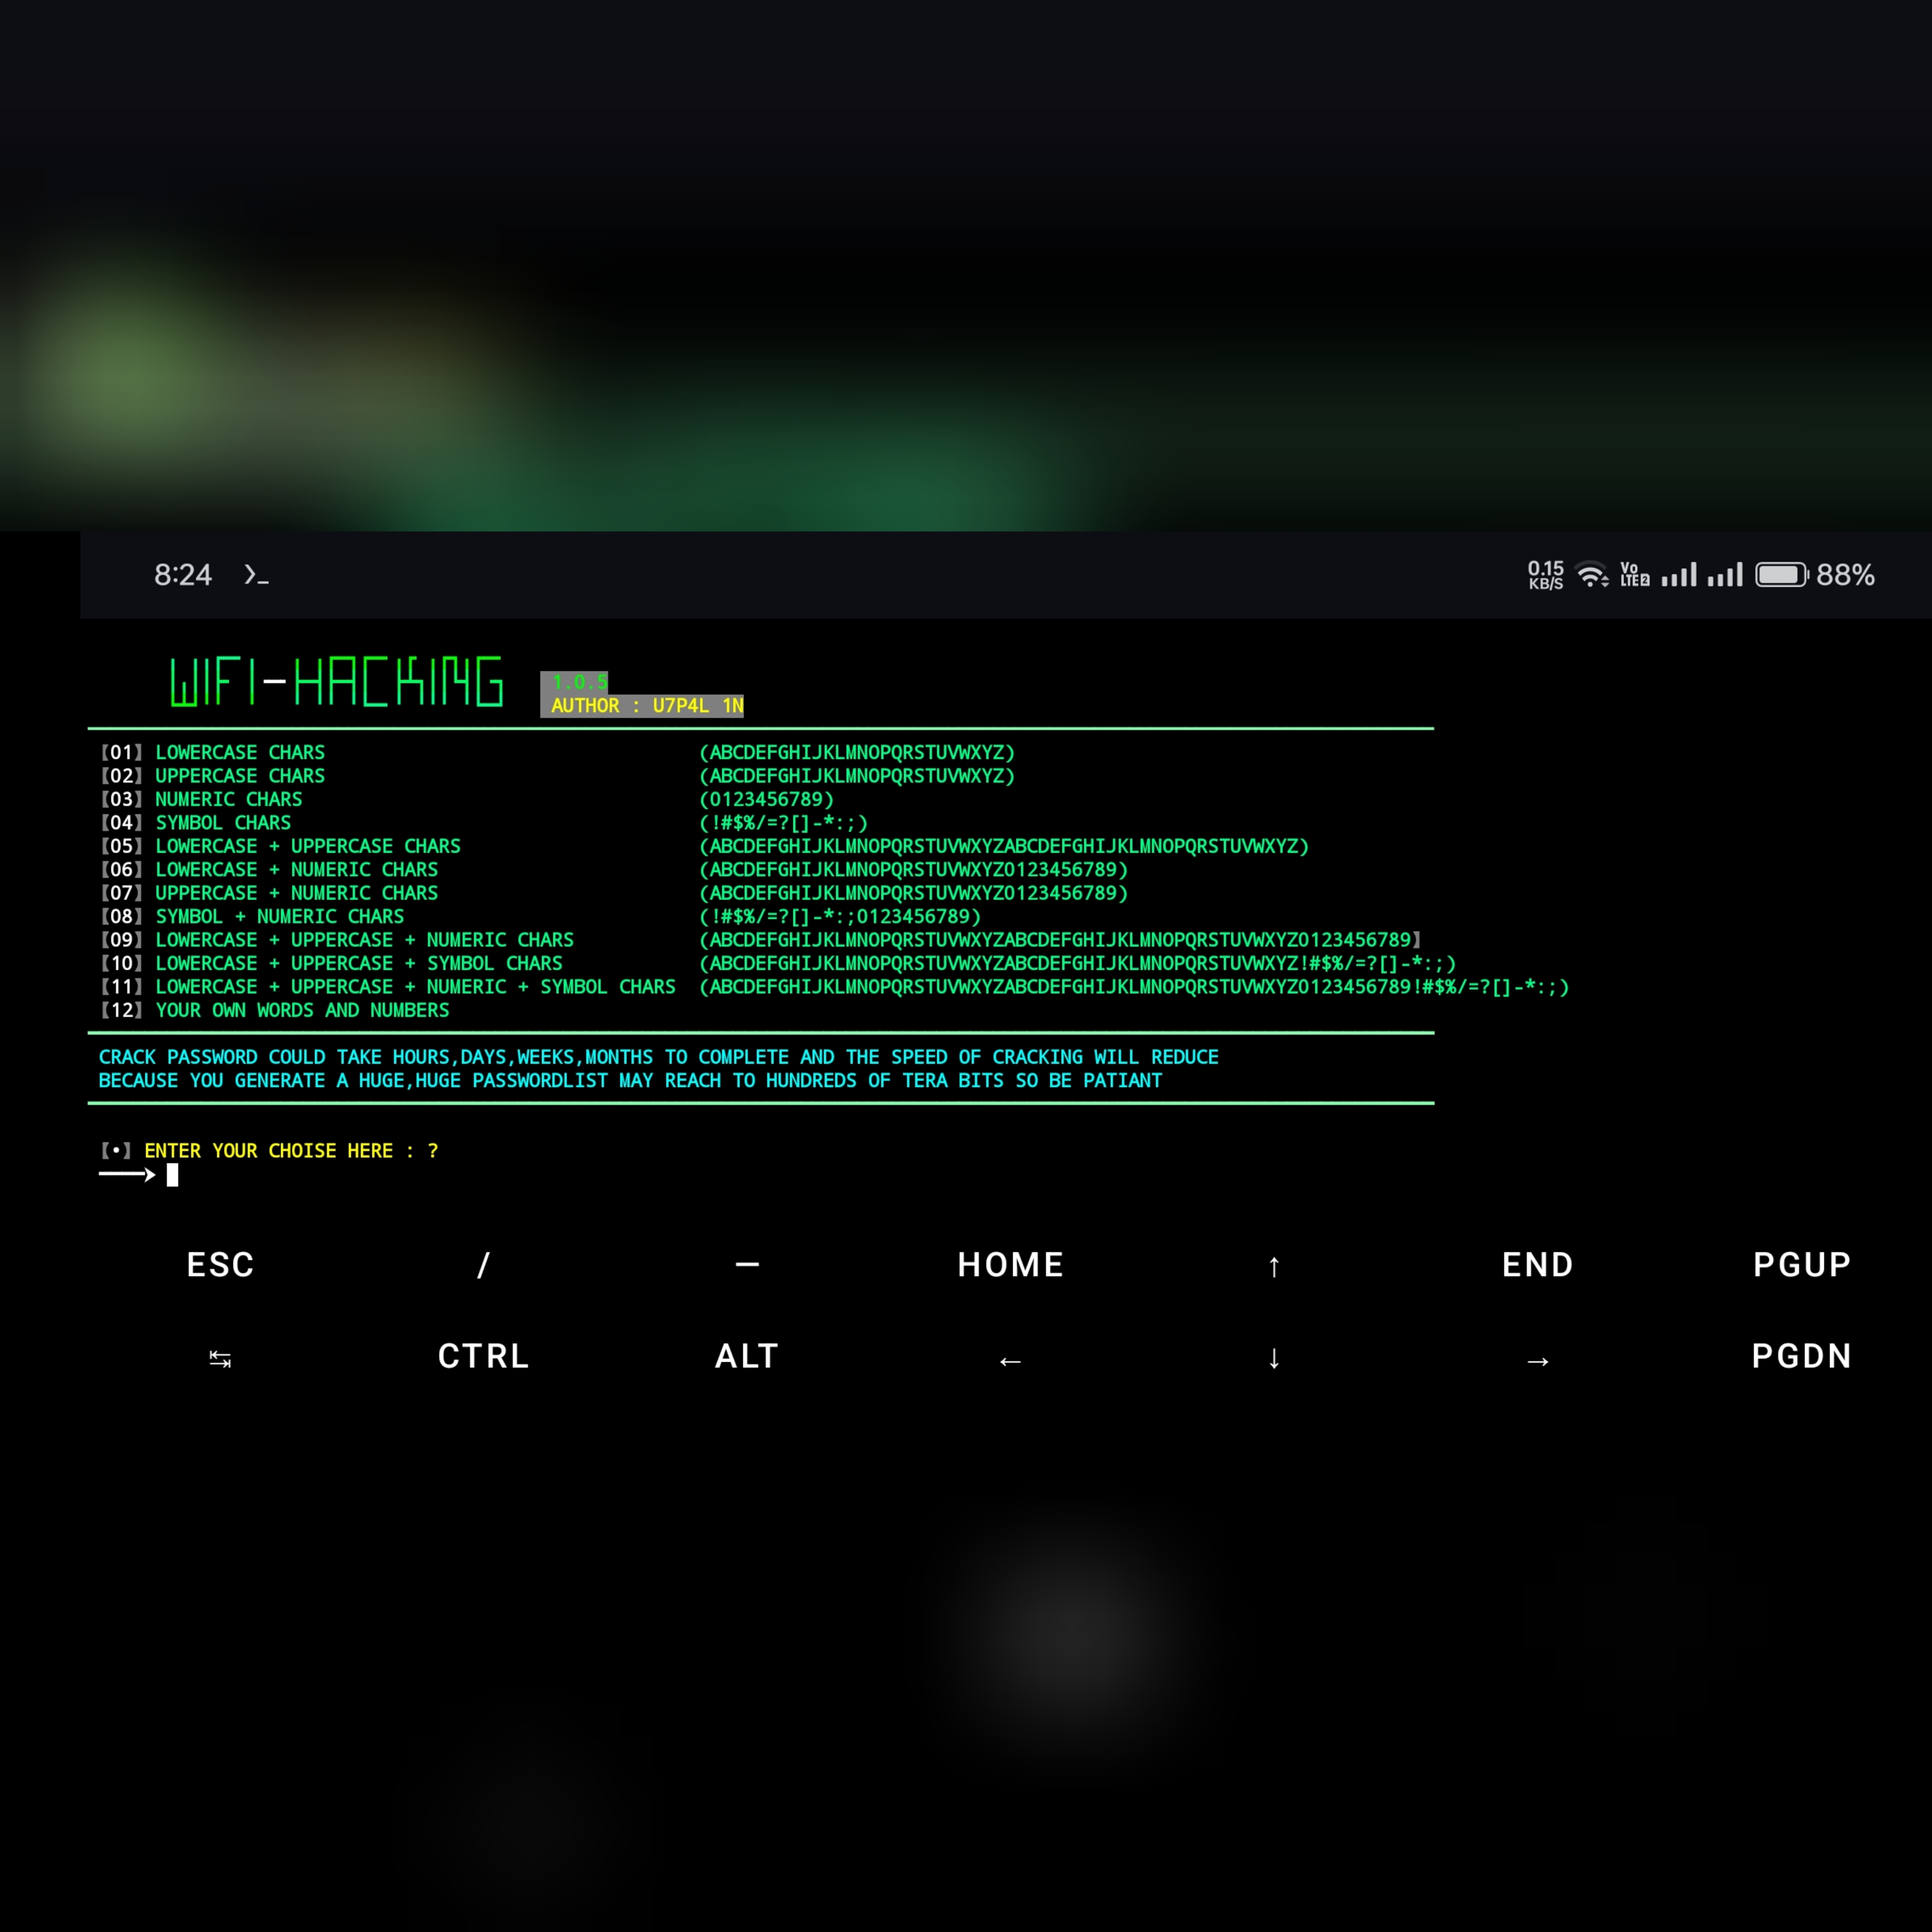 8:24 0.15 KB/S Vo LTE 2 88%
WIFI-HACKING 1.0.5
AUTHOR : U7P4L 1N
【01】 LOWERCASE CHARS (ABCDEFGHIJKLMNOPQRSTUVWXYZ)
【02】 UPPERCASE CHARS (ABCDEFGHIJKLMNOPQRSTUVWXYZ)
【03】 NUMERIC CHARS (0123456789)
【04】 SYMBOL CHARS (!#$%/=?[]-*:;)
【05】 LOWERCASE + UPPERCASE CHARS (ABCDEFGHIJKLMNOPQRSTUVWXYZABCDEFGHIJKLMNOPQRSTUVWXYZ)
【06】 LOWERCASE + NUMERIC CHARS (ABCDEFGHIJKLMNOPQRSTUVWXYZ0123456789)
【07】 UPPERCASE + NUMERIC CHARS (ABCDEFGHIJKLMNOPQRSTUVWXYZ0123456789)
【08】 SYMBOL + NUMERIC CHARS (!#$%/=?[]-*:;0123456789)
【09】 LOWERCASE + UPPERCASE + NUMERIC CHARS (ABCDEFGHIJKLMNOPQRSTUVWXYZABCDEFGHIJKLMNOPQRSTUVWXYZ0123456789】
【10】 LOWERCASE + UPPERCASE + SYMBOL CHARS (ABCDEFGHIJKLMNOPQRSTUVWXYZABCDEFGHIJKLMNOPQRSTUVWXYZ!#$%/=?[]-*:;)
【11】 LOWERCASE + UPPERCASE + NUMERIC + SYMBOL CHARS (ABCDEFGHIJKLMNOPQRSTUVWXYZABCDEFGHIJKLMNOPQRSTUVWXYZ0123456789!#$%/=?[]-*:;)
【12】 YOUR OWN WORDS AND NUMBERS
CRACK PASSWORD COULD TAKE HOURS,DAYS,WEEKS,MONTHS TO COMPLETE AND THE SPEED OF CRACKING WILL REDUCE
BECAUSE YOU GENERATE A HUGE,HUGE PASSWORDLIST MAY REACH TO HUNDREDS OF TERA BITS SO BE PATIANT
【•】 ENTER YOUR CHOISE HERE : ?
ESC / — HOME ↑ END PGUP
↹ CTRL ALT ← ↓ → PGDN